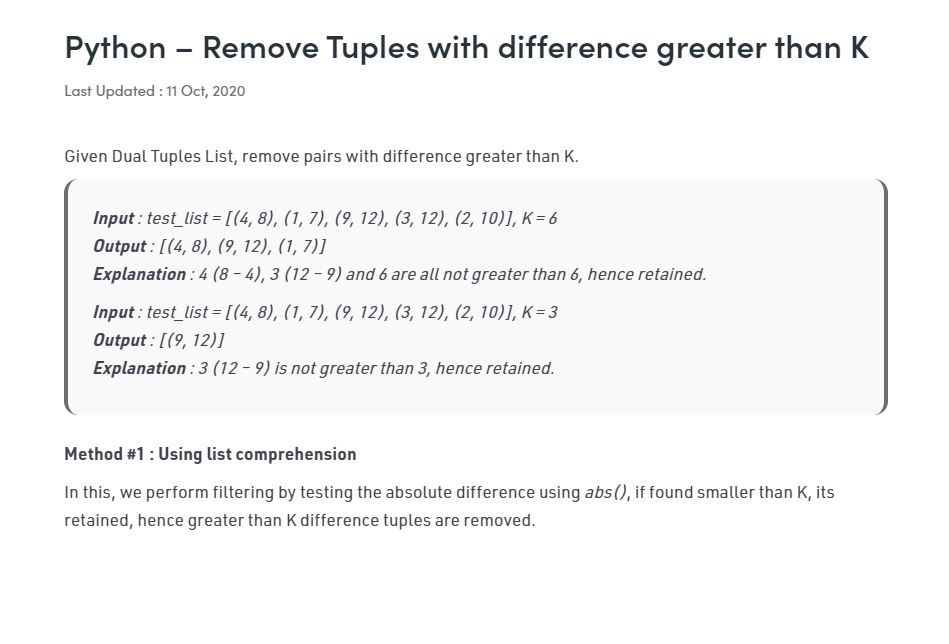 Python – Remove Tuples with difference greater than K
Last Updated : 11 Oct, 2020
Given Dual Tuples List, remove pairs with difference greater than K.
Input : test_list = [(4, 8), (1, 7), (9, 12), (3, 12), (2, 10)], K = 6
Output : [(4, 8), (9, 12), (1, 7)]
Explanation : 4 (8 – 4), 3 (12 – 9) and 6 are all not greater than 6, hence retained.
Input : test_list = [(4, 8), (1, 7), (9, 12), (3, 12), (2, 10)], K = 3
Output : [(9, 12)]
Explanation : 3 (12 – 9) is not greater than 3, hence retained.
Method #1 : Using list comprehension
In this, we perform filtering by testing the absolute difference using abs(), if found smaller than K, its
retained, hence greater than K difference tuples are removed.